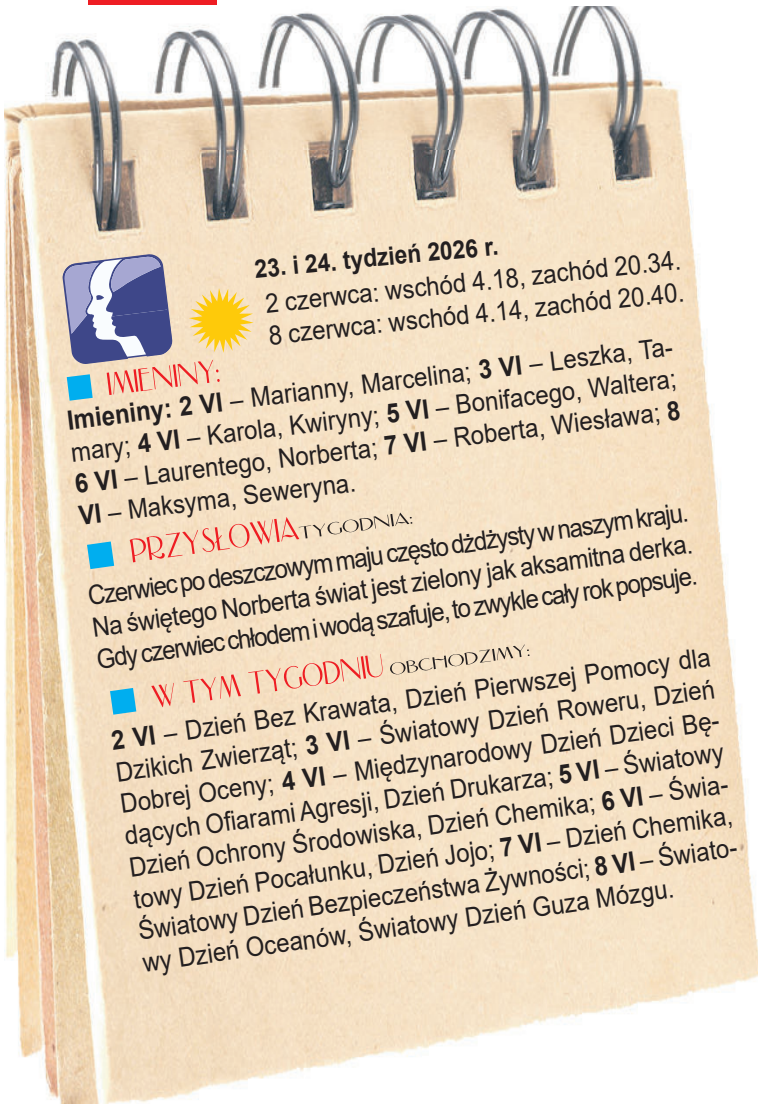 23. i 24. tydzień 2026 r.
2 czerwca: wschód 4.18, zachód 20.34.
8 czerwca: wschód 4.14, zachód 20.40.
IMIENINY:
Imieniny: 2 VI – Marianny, Marcelina; 3 VI – Leszka, Ta-
mary; 4 VI – Karola, Kwiryny; 5 VI – Bonifacego, Waltera;
6 VI – Laurentego, Norberta; 7 VI – Roberta, Wiesława; 8
VI – Maksyma, Seweryna.
PRZYSŁOWIA TYGODNIA:
Czerwiec po deszczowym maju często dżdżysty w naszym kraju.
Na świętego Norberta świat jest zielony jak aksamitna derka.
Gdy czerwiec chłodem i wodą szafuje, to zwykle cały rok popsuje.
W TYM TYGODNIU OBCHODZIMY:
2 VI – Dzień Bez Krawata, Dzień Pierwszej Pomocy dla
Dzikich Zwierząt; 3 VI – Światowy Dzień Roweru, Dzień
Dobrej Oceny; 4 VI – Międzynarodowy Dzień Dzieci Bę-
dących Ofiarami Agresji, Dzień Drukarza; 5 VI – Światowy
Dzień Ochrony Środowiska, Dzień Chemika; 6 VI – Świa-
towy Dzień Pocałunku, Dzień Jojo; 7 VI – Dzień Chemika,
Światowy Dzień Bezpieczeństwa Żywności; 8 VI – Świato-
wy Dzień Oceanów, Światowy Dzień Guza Mózgu.